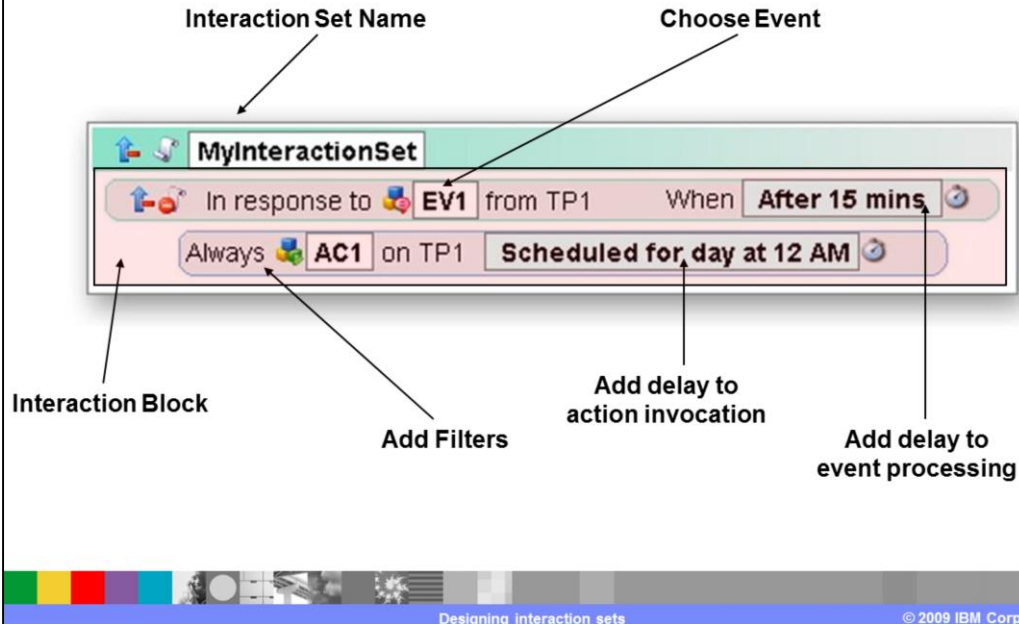 Interaction Set Name
Choose Event
MyInteractionSet
In response to EV1 from TP1 When After 15 mins
Always AC1 on TP1 Scheduled for day at 12 AM
Interaction Block
Add Filters
Add delay to
action invocation
Add delay to
event processing
Designing interaction sets
© 2009 IBM Corp